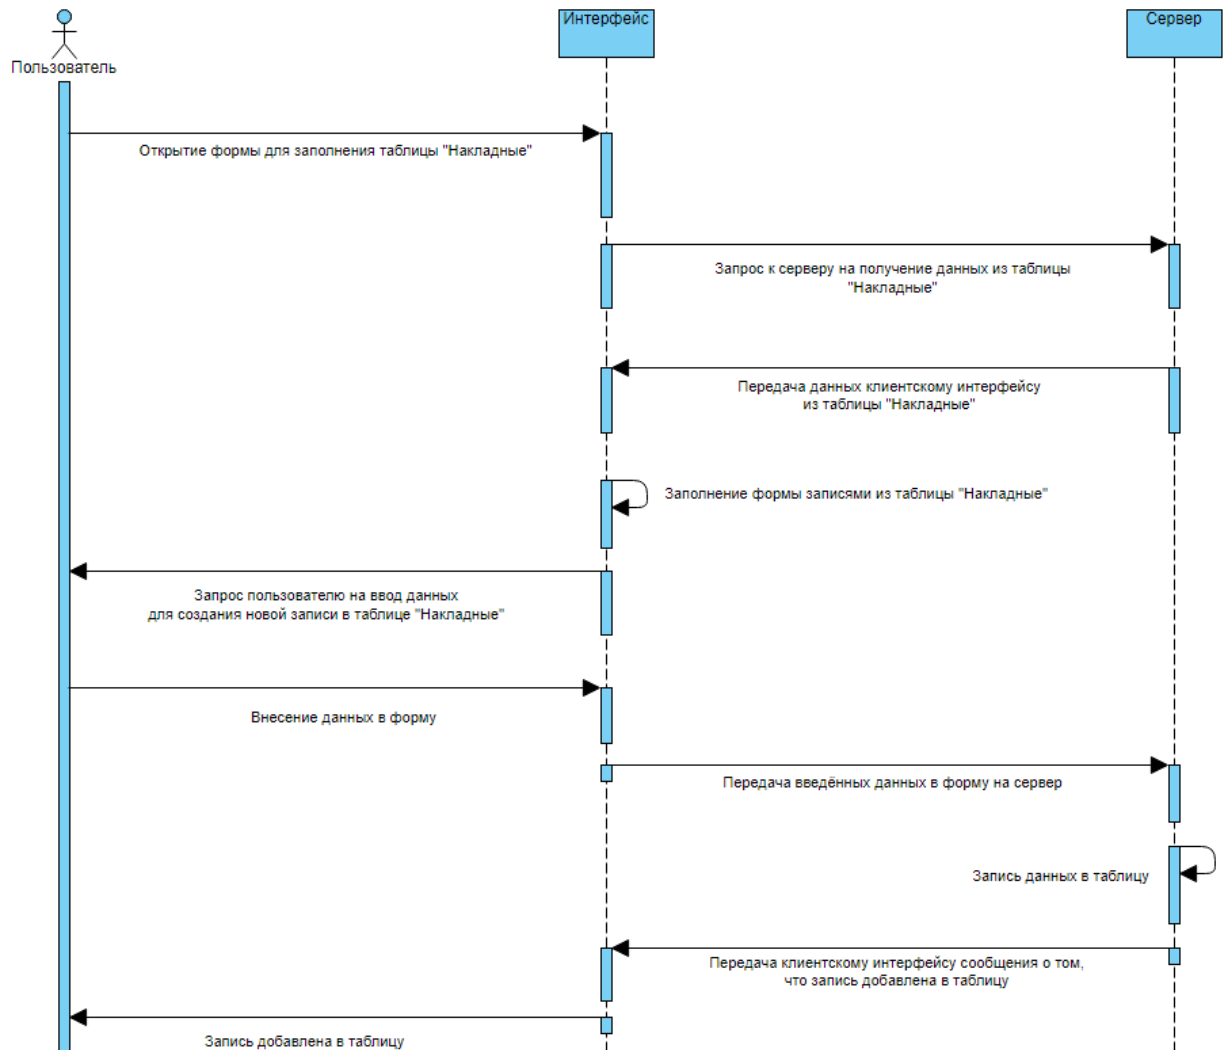 Интерфейс
Сервер
Пользователь
Открытие формы для заполнения таблицы "Накладные"
Запрос к серверу на получение данных из таблицы
"Накладные"
Передача данных клиентскому интерфейсу
из таблицы "Накладные"
Заполнение формы записями из таблицы "Накладные"
Запрос пользователю на ввод данных
для создания новой записи в таблице "Накладные"
Внесение данных в форму
Передача введённых данных в форму на сервер
Запись данных в таблицу
Передача клиентскому интерфейсу сообщения о том,
что запись добавлена в таблицу
Запись добавлена в таблицу